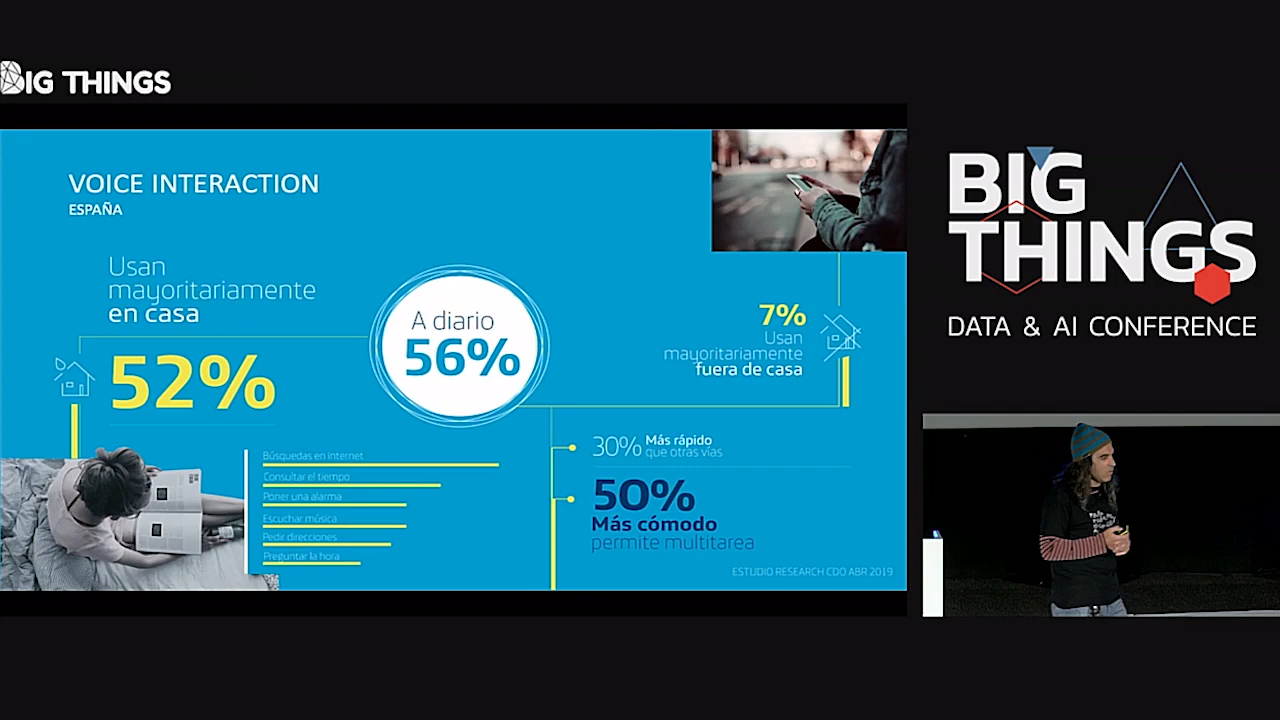 BIG THINGS
VOICE INTERACTION
ESPAÑA
Usan
mayoritariamente
en casa
52%
A diario
56%
7%
Usan
mayoritariamente
fuera de casa
Búsquedas en internet
Consultar el tiempo
Poner una alarma
Escuchar música
Pedir direcciones
Preguntar la hora
30% Más rápido
que otras vías
50%
Más cómodo
permite multitarea
ESTUDIO RESEARCH CDO ABR 2019
BIG
THINGS
DATA & AI CONFERENCE